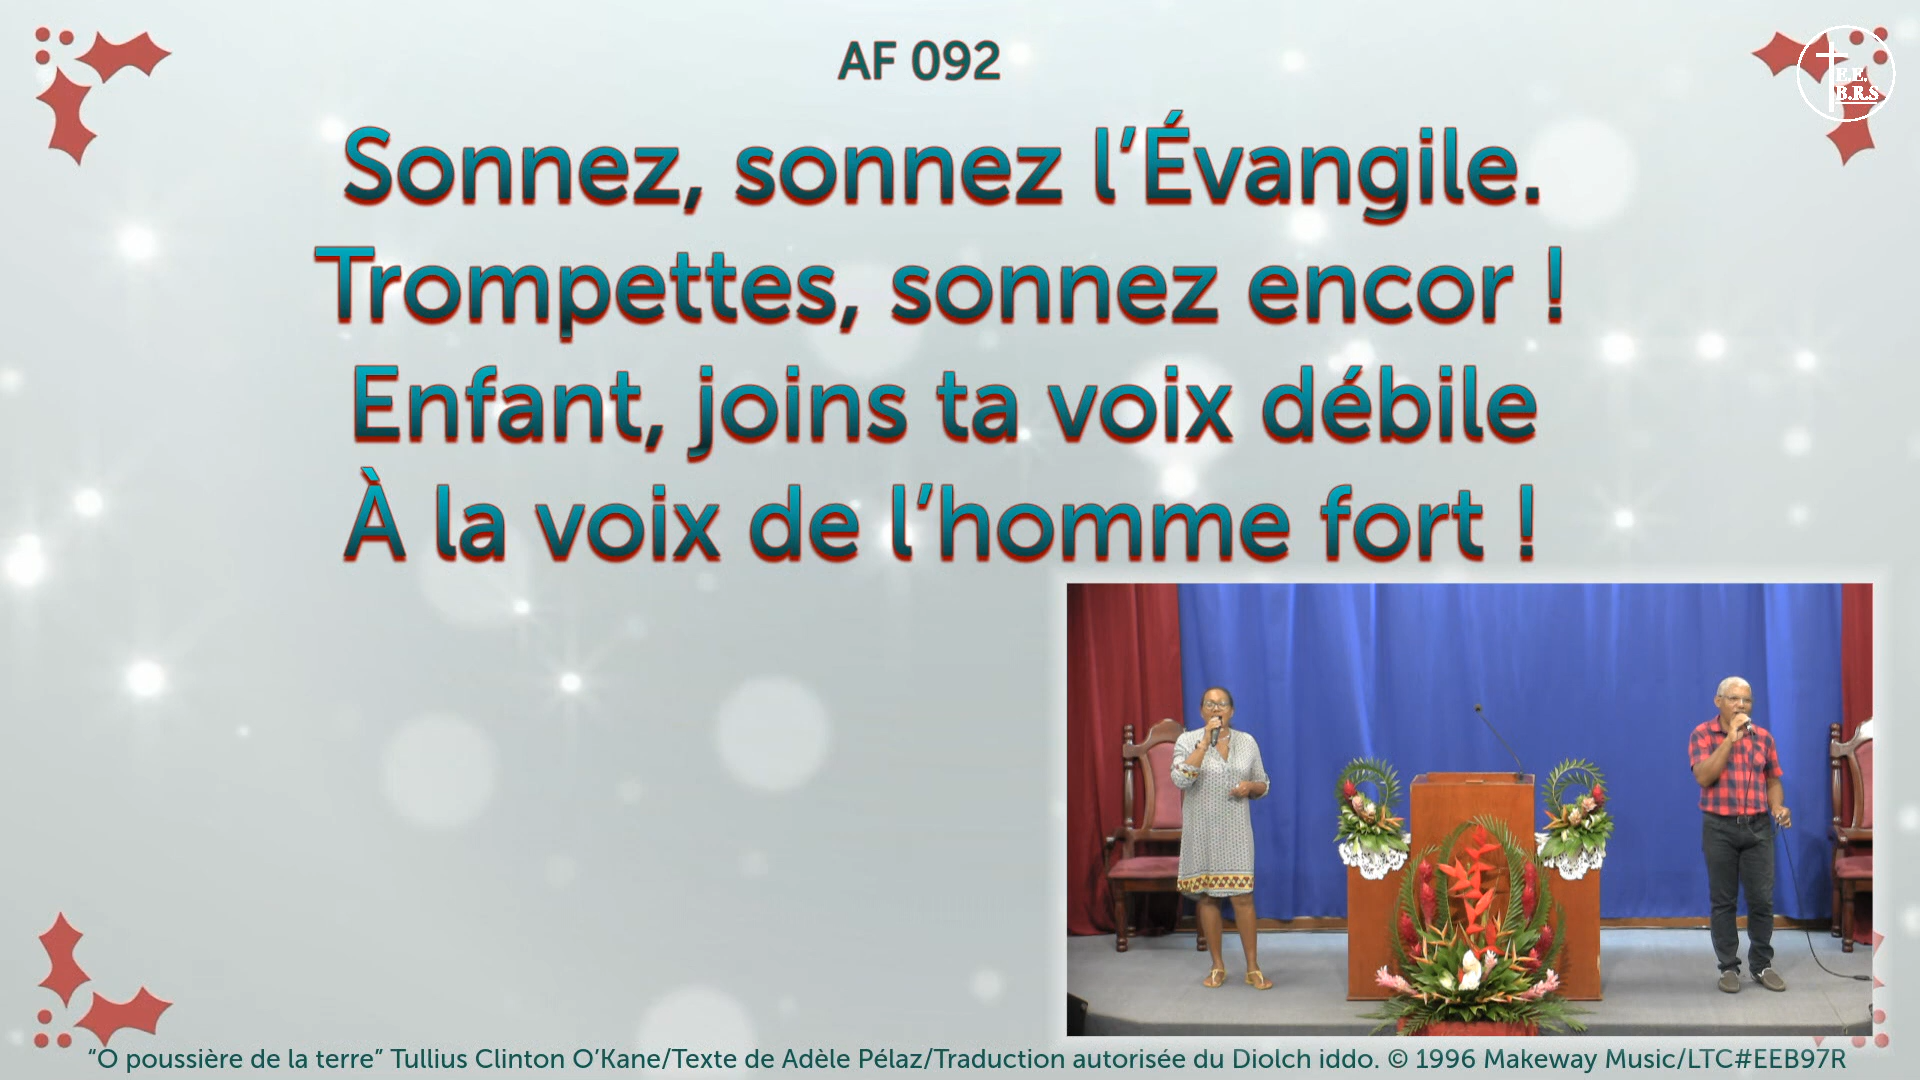 AF 092
E.E.
B.R.S
Sonnez, sonnez l’Évangile.
Trompettes, sonnez encor !
Enfant, joins ta voix débile
À la voix de l’homme fort !
“O poussière de la terre” Tullius Clinton O’Kane/Texte de Adèle Pélaz/Traduction autorisée du Diolch iddo. © 1996 Makeway Music/LTC#EEB97R